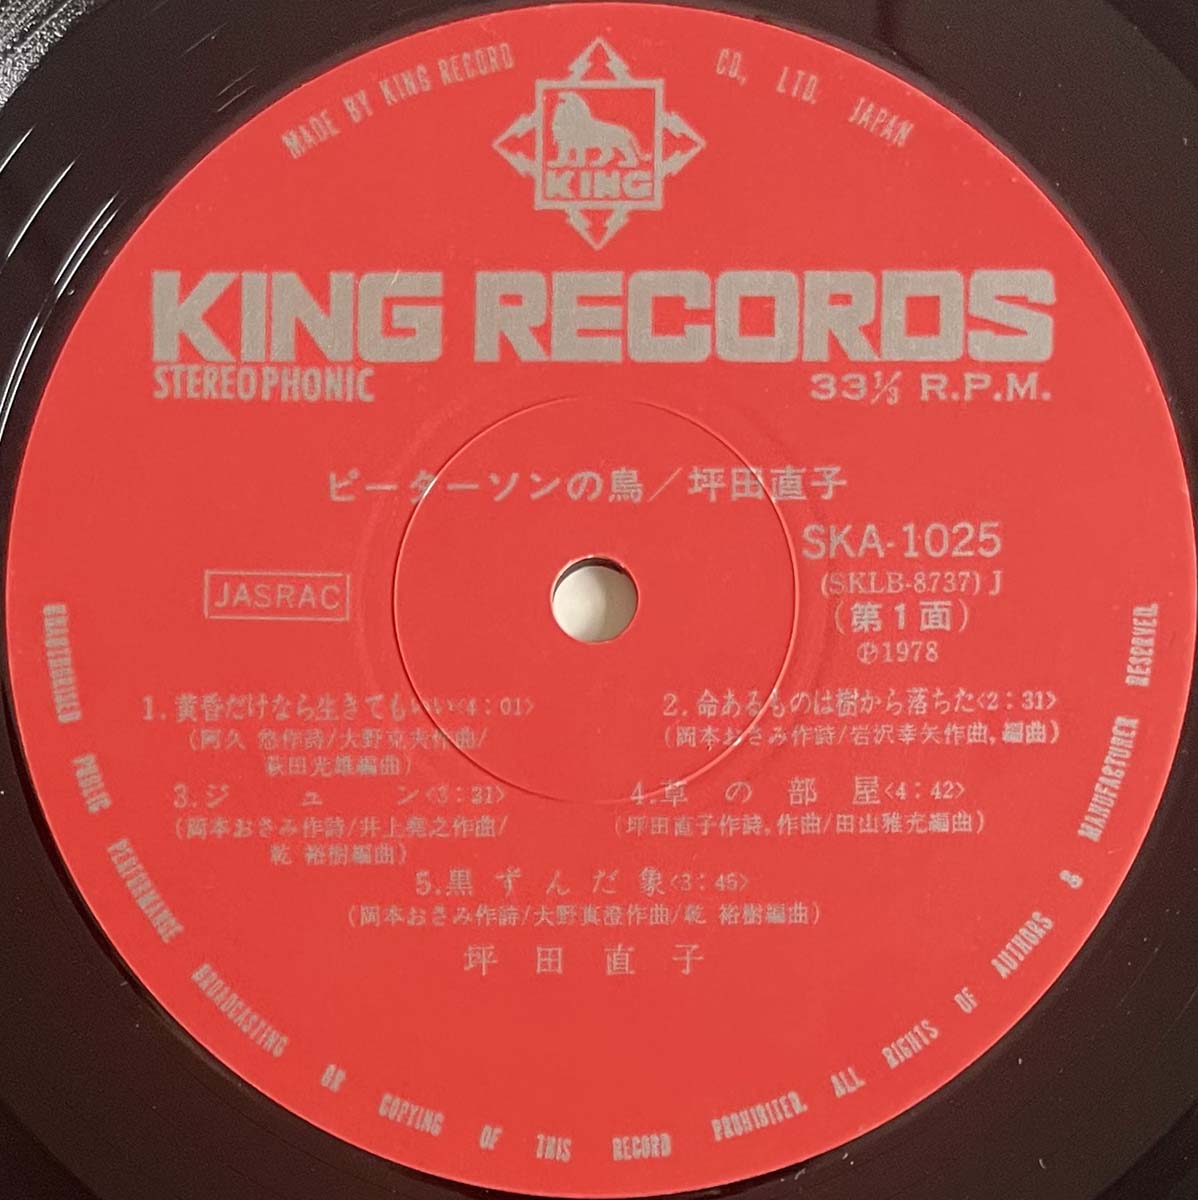 MADE BY KING RECORD CO., LTD. JAPAN
KING
KING RECORDS
STEREOPHONIC
33⅓ R.P.M.
ピーターソンの鳥／坪田直子
SKA-1025
(SKLB-8737) J
(第1面)
Ⓟ1978
JASRAC
1. 黄昏だけなら生きてもいい<4:01>
(阿久 悠作詩/大野克夫作曲/
萩田光雄編曲)
2. 命あるものは樹から落ちた<2:31>
(岡本おさみ作詩/岩沢幸矢作曲,編曲)
3. ジュン<3:31>
(岡本おさみ作詩/井上堯之作曲/
乾 裕樹編曲)
4. 草の部屋<4:42>
(坪田直子作詩,作曲/田山雅充編曲)
5. 黒ずんだ象<3:45>
(岡本おさみ作詩/大野真澄作曲/乾 裕樹編曲)
坪田直子
UNAUTHORIZED PUBLIC PERFORMANCE BROADCASTING OR COPYING OF THIS RECORD PROHIBITED. ALL RIGHTS OF AUTHORS & MANUFACTURER RESERVED.